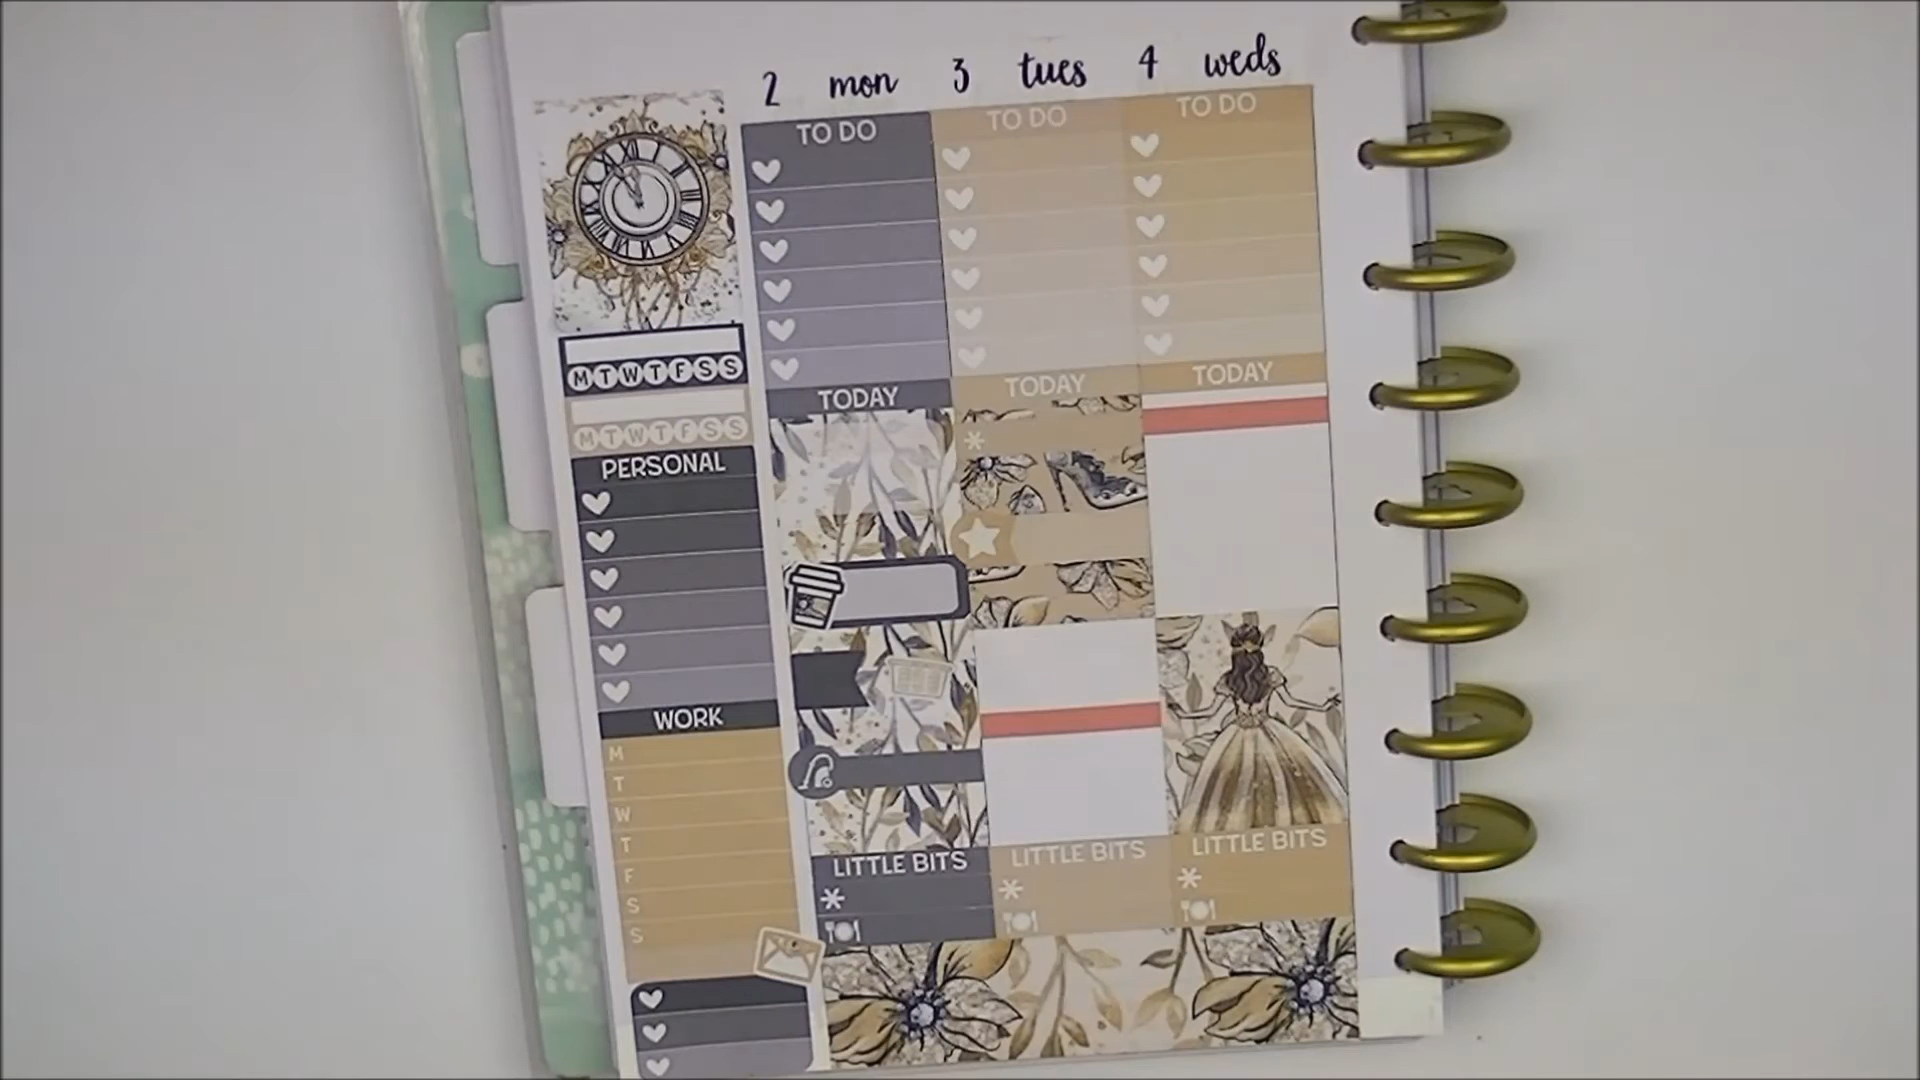 2 mon 3 tues 4 weds
TO DO TO DO TO DO
MTWTFSS
TODAY TODAY TODAY
MTWTFSS
PERSONAL
WORK
M
T
W
T
F
S
S
LITTLE BITS LITTLE BITS LITTLE BITS